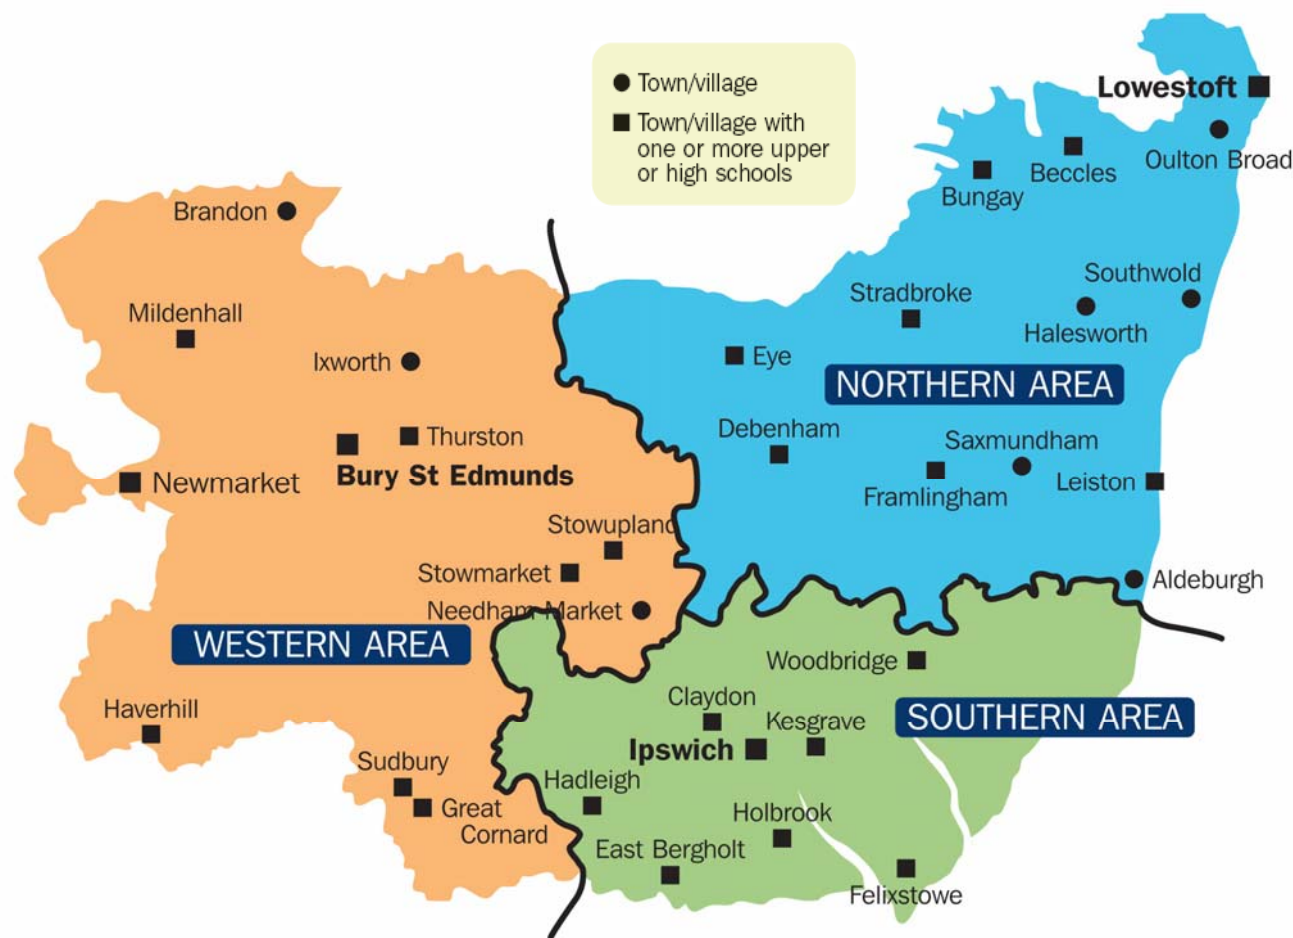 Town/village
Town/village with
one or more upper
or high schools
Lowestoft
Oulton Broad
Beccles
Bungay
Brandon
Southwold
Stradbroke
Halesworth
Mildenhall
Ixworth
Eye
NORTHERN AREA
Debenham
Saxmundham
Thurston
Bury St Edmunds
Newmarket
Framlingham
Leiston
Stowupland
Stowmarket
Aldeburgh
Needham Market
WESTERN AREA
Woodbridge
Claydon
Haverhill
Kesgrave
SOUTHERN AREA
Ipswich
Sudbury
Hadleigh
Great
Cornard
Holbrook
East Bergholt
Felixstowe